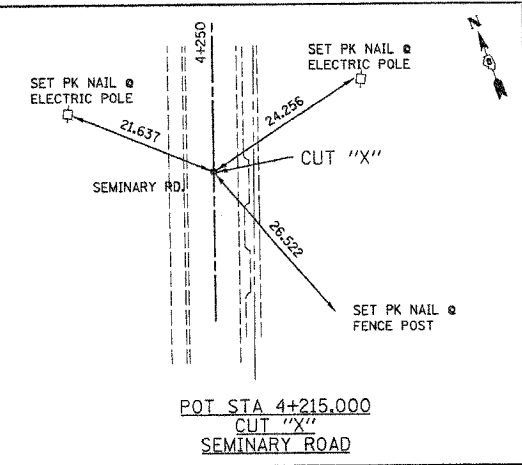 4+250
N
SET PK NAIL @
ELECTRIC POLE
SET PK NAIL @
ELECTRIC POLE
21.637
24.256
CUT "X"
SEMINARY RD.
26.522
SET PK NAIL @
FENCE POST
POT STA 4+215.000
CUT "X"
SEMINARY ROAD